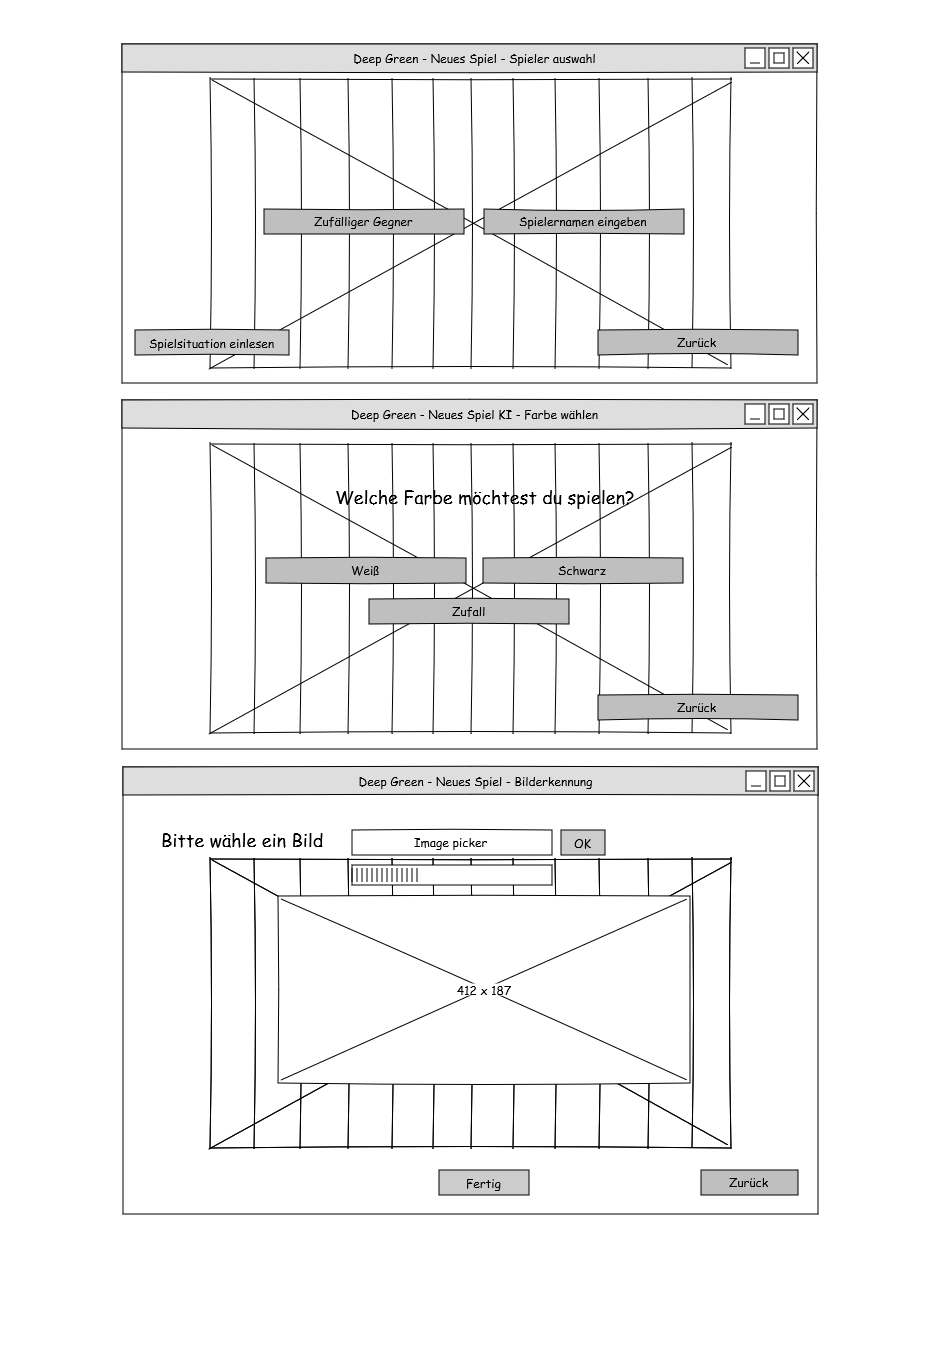 Deep Green - Neues Spiel - Spieler auswahl
Zufälliger Gegner
Spielernamen eingeben
Spielsituation einlesen
Zurück
Deep Green - Neues Spiel KI - Farbe wählen
Welche Farbe möchtest du spielen?
Weiß
Schwarz
Zufall
Zurück
Deep Green - Neues Spiel - Bilderkennung
Bitte wähle ein Bild
Image picker
OK
412 x 187
Fertig
Zurück